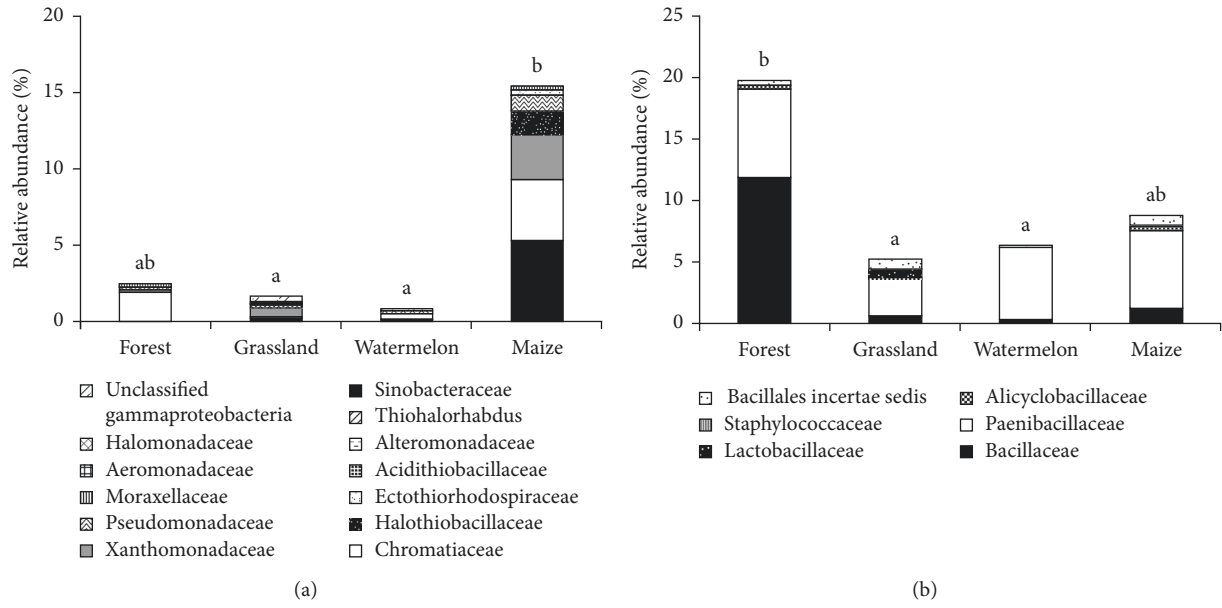 20
15
10
5
0
Relative abundance (%)
ab
a
a
b
Forest
Grassland
Watermelon
Maize
Unclassified
gammaproteobacteria
Halomonadaceae
Aeromonadaceae
Moraxellaceae
Pseudomonadaceae
Xanthomonadaceae
Sinobacteraceae
Thiohalorhabdus
Alteromonadaceae
Acidithiobacillaceae
Ectothiorhodospiraceae
Halothiobacillaceae
Chromatiaceae
(a)
25
20
15
10
5
0
Relative abundance (%)
b
a
a
ab
Forest
Grassland
Watermelon
Maize
Bacillales incertae sedis
Staphylococcaceae
Lactobacillaceae
Alicyclobacillaceae
Paenibacillaceae
Bacillaceae
(b)